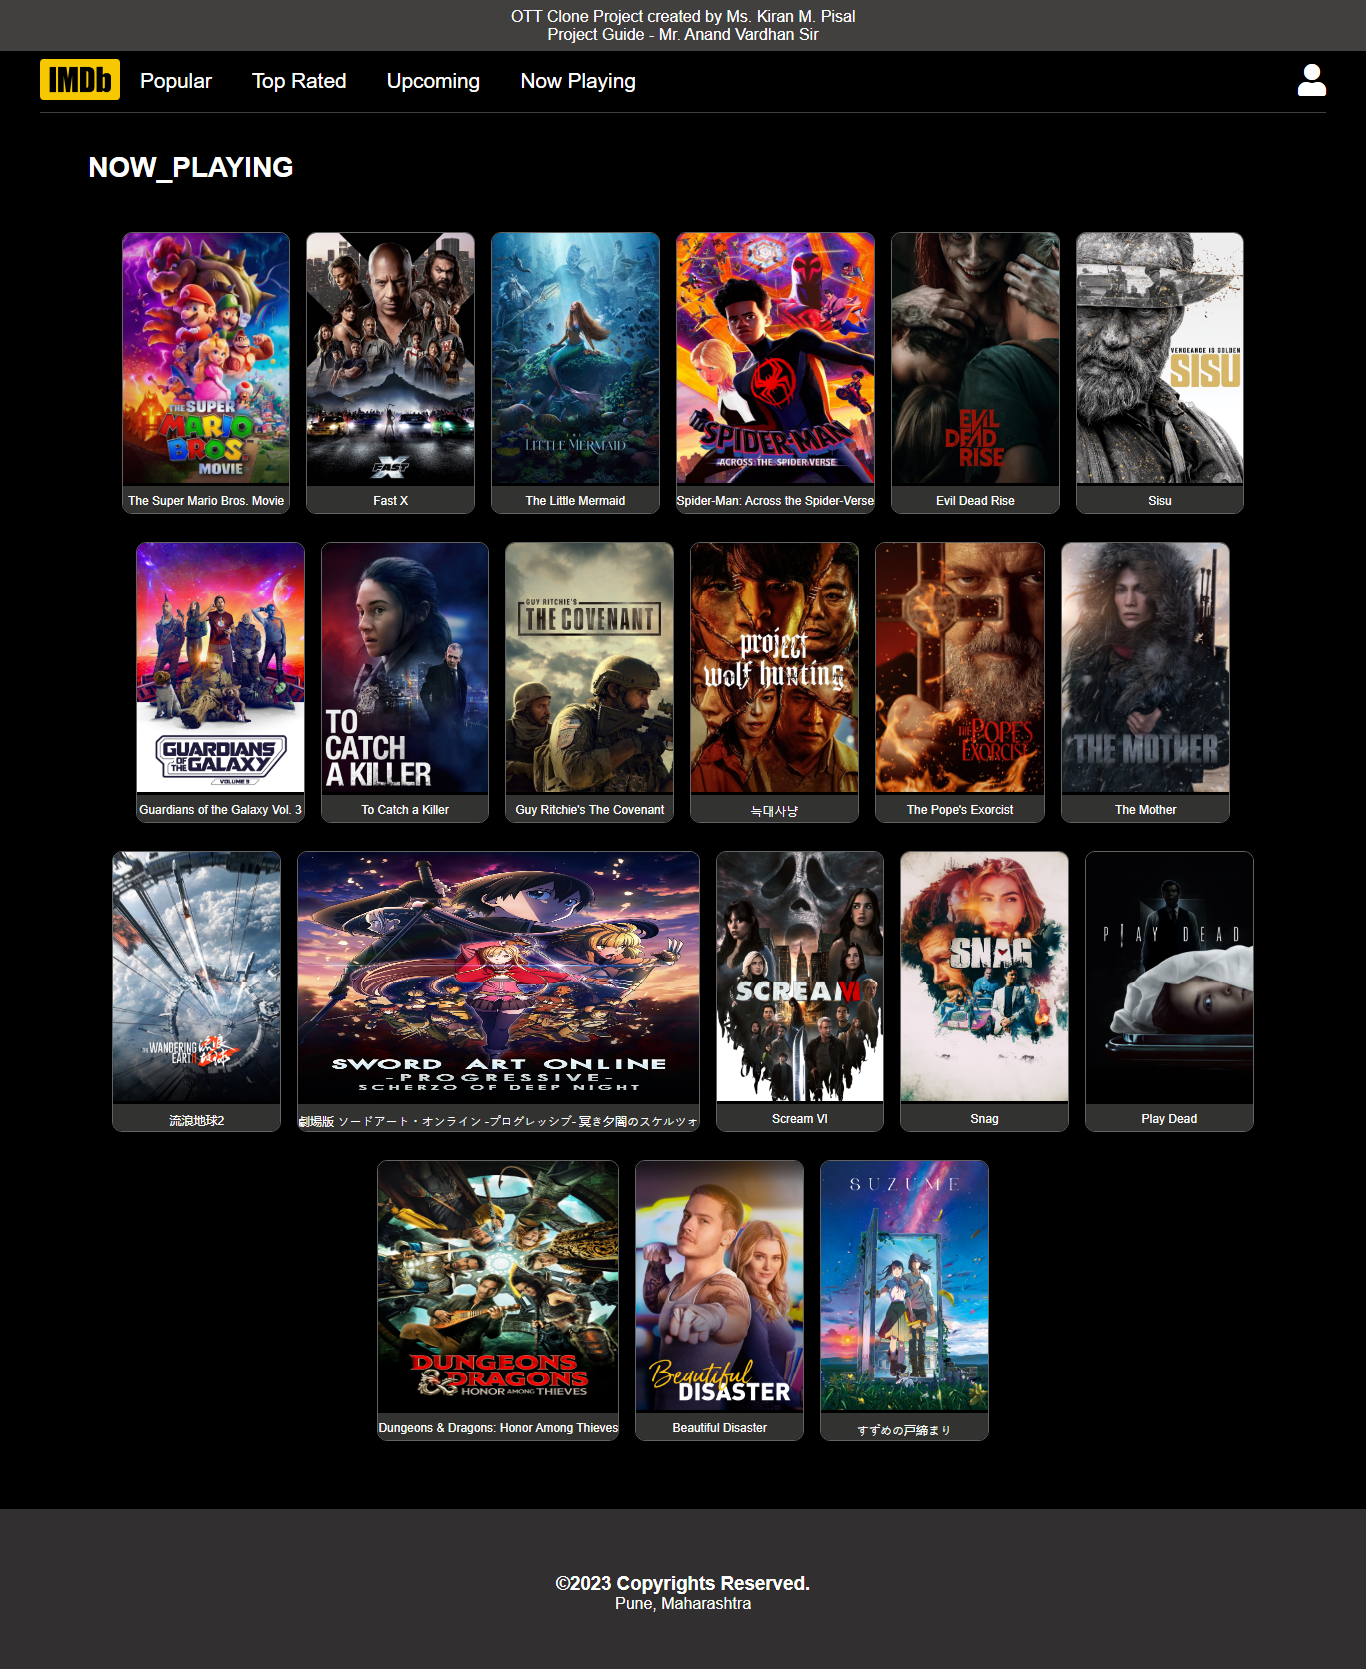 OTT Clone Project created by Ms. Kiran M. Pisal
Project Guide - Mr. Anand Vardhan Sir
IMDb
Popular
Top Rated
Upcoming
Now Playing
NOW_PLAYING
THE SUPER
MARIO
BROS.
MOVIE
FAST X
THE LITTLE MERMAID
SPIDER-MAN
ACROSS THE SPIDER-VERSE
EVIL
DEAD
RISE
VENGEANCE IS GOLDEN
SISU
The Super Mario Bros. Movie
Fast X
The Little Mermaid
Spider-Man: Across the Spider-Verse
Evil Dead Rise
Sisu
GUARDIANS
OF THE GALAXY
VOLUME 3
TO
CATCH
A KILLER
GUY RITCHIE'S
THE COVENANT
project
wolf hunting
THE POPE'S
EXORCIST
THE MOTHER
Guardians of the Galaxy Vol. 3
To Catch a Killer
Guy Ritchie's The Covenant
늑대사냥
The Pope's Exorcist
The Mother
THE WANDERING
EARTH II
流浪地球
SWORD ART ONLINE
-PROGRESSIVE-
SCHERZO OF DEEP NIGHT
SCREAM VI
SNAG
PLAY DEAD
流浪地球2
劇場版 ソードアート・オンライン -プログレッシブ- 冥き夕闇のスケルツォ
Scream VI
Snag
Play Dead
DUNGEONS
& DRAGONS
HONOR AMONG THIEVES
Beautiful
DISASTER
SUZUME
Dungeons & Dragons: Honor Among Thieves
Beautiful Disaster
すずめの戸締まり
©2023 Copyrights Reserved.
Pune, Maharashtra